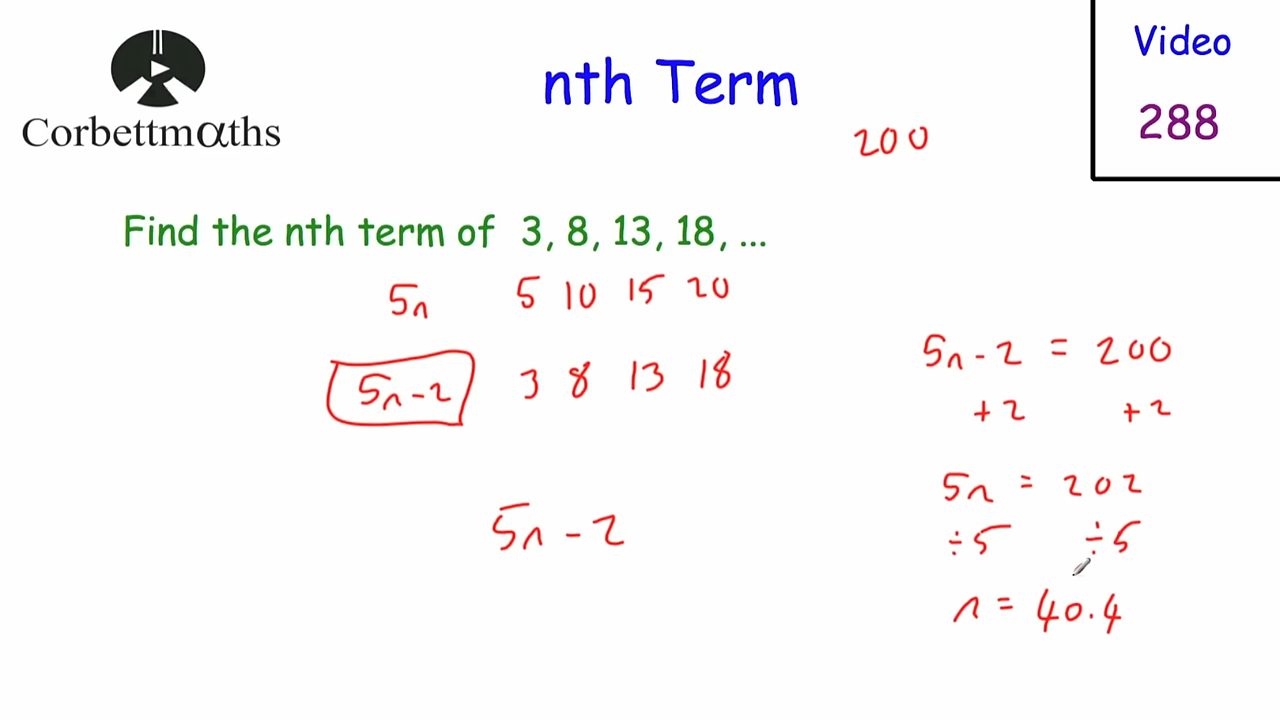 Corbettmαths
nth Term
Video
288
200
Find the nth term of 3, 8, 13, 18, ...
5n 5 10 15 20
5n-2 3 8 13 18
5n-2
5n-2 = 200
+2 +2
5n = 202
÷5 ÷5
n = 40.4